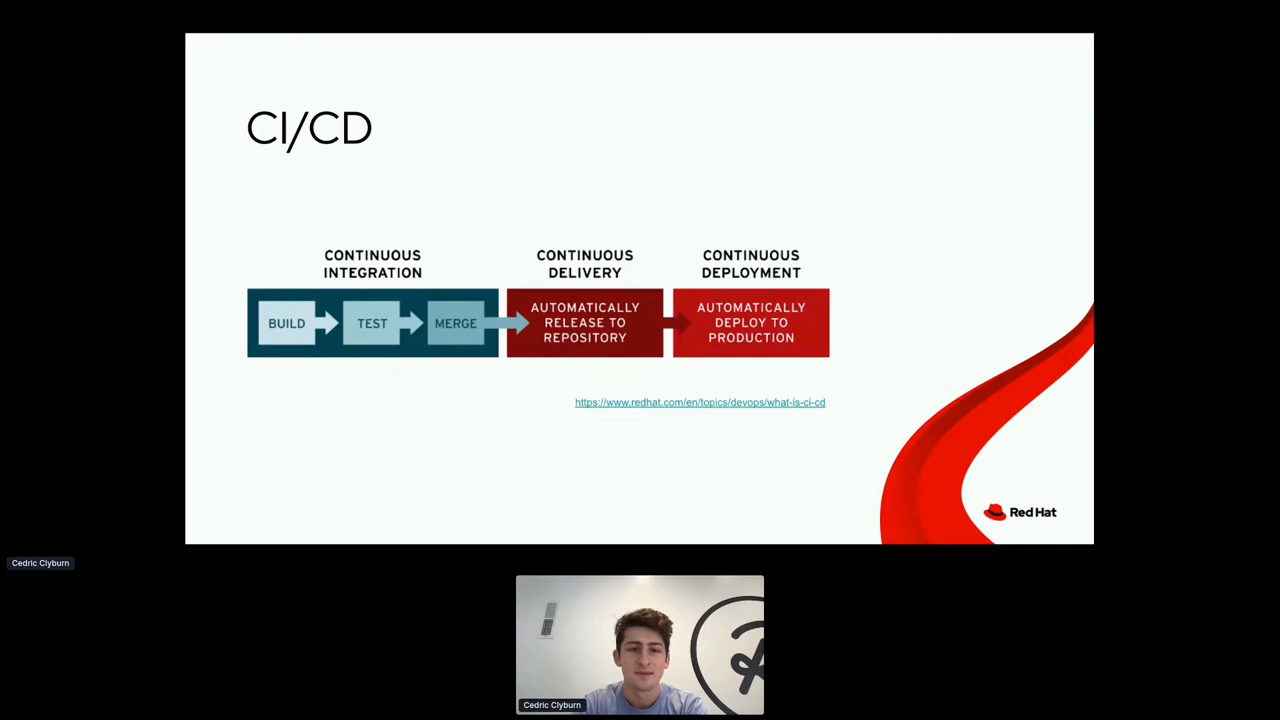 CI/CD
CONTINUOUS
INTEGRATION
CONTINUOUS
DELIVERY
CONTINUOUS
DEPLOYMENT
BUILD
TEST
MERGE
AUTOMATICALLY
RELEASE TO
REPOSITORY
AUTOMATICALLY
DEPLOY TO
PRODUCTION
https://www.redhat.com/en/topics/devops/what-is-ci-cd
Red Hat
Cedric Clyburn
Cedric Clyburn